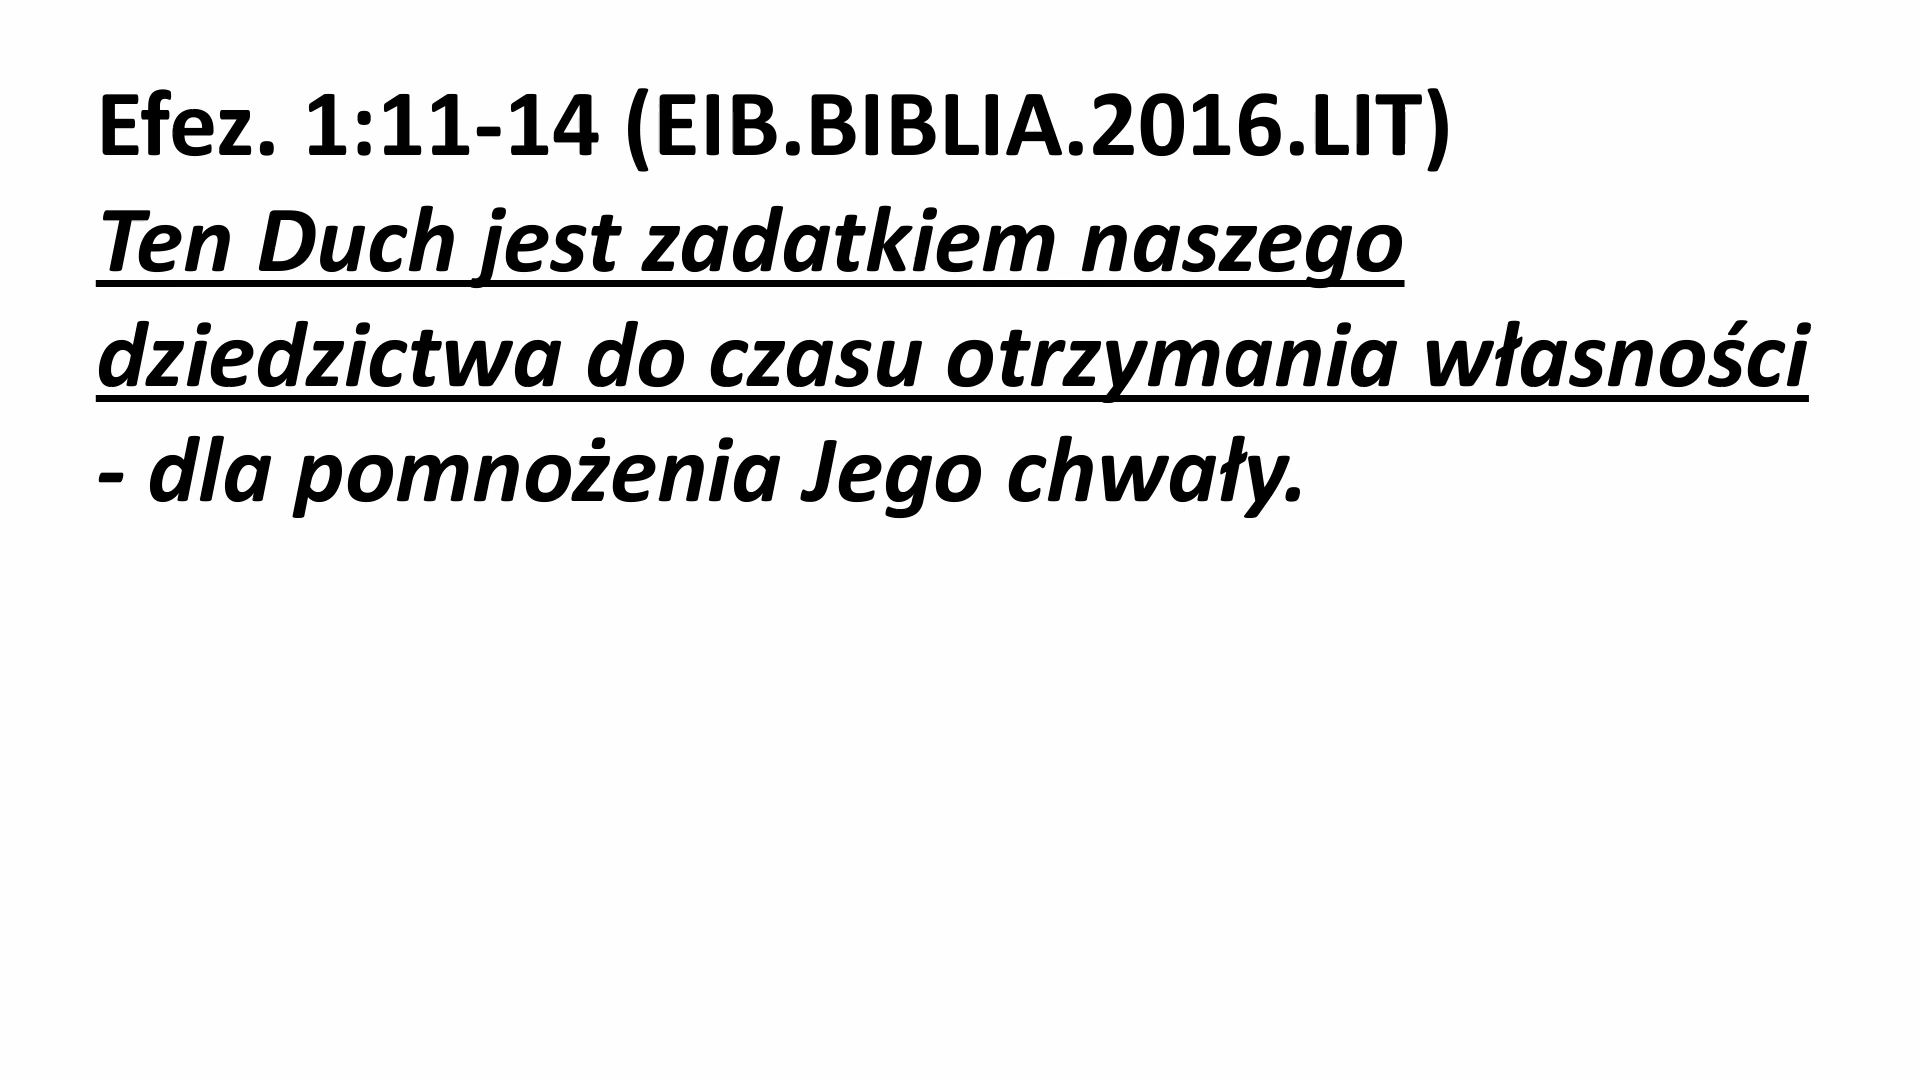 Efez. 1:11-14 (EIB.BIBLIA.2016.LIT)
Ten Duch jest zadatkiem naszego
dziedzictwa do czasu otrzymania własności
- dla pomnożenia Jego chwały.